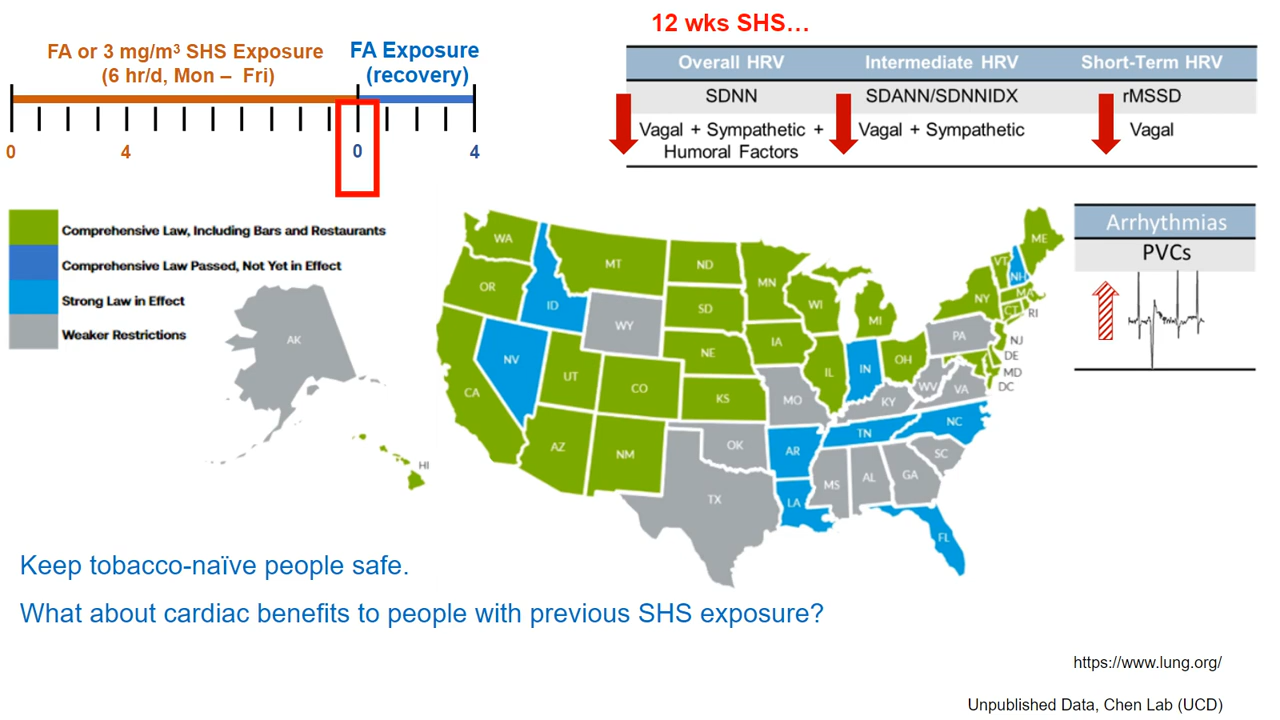 12 wks SHS…
FA or 3 mg/m³ SHS Exposure
(6 hr/d, Mon – Fri)
FA Exposure
(recovery)
0
4
0
4
Overall HRV
Intermediate HRV
Short-Term HRV
SDNN
SDANN/SDNNIDX
rMSSD
Vagal + Sympathetic +
Humoral Factors
Vagal + Sympathetic
Vagal
Comprehensive Law, Including Bars and Restaurants
Comprehensive Law Passed, Not Yet in Effect
Strong Law in Effect
Weaker Restrictions
Arrhythmias
PVCs
WA
OR
CA
NV
ID
MT
WY
UT
AZ
CO
NM
ND
SD
NE
KS
OK
TX
MN
IA
MO
AR
LA
WI
IL
MI
IN
OH
KY
TN
MS
AL
GA
FL
SC
NC
VA
WV
PA
NY
VT
NH
ME
MA
CT
RI
NJ
DE
MD
DC
AK
HI
Keep tobacco-naïve people safe.
What about cardiac benefits to people with previous SHS exposure?
https://www.lung.org/
Unpublished Data, Chen Lab (UCD)